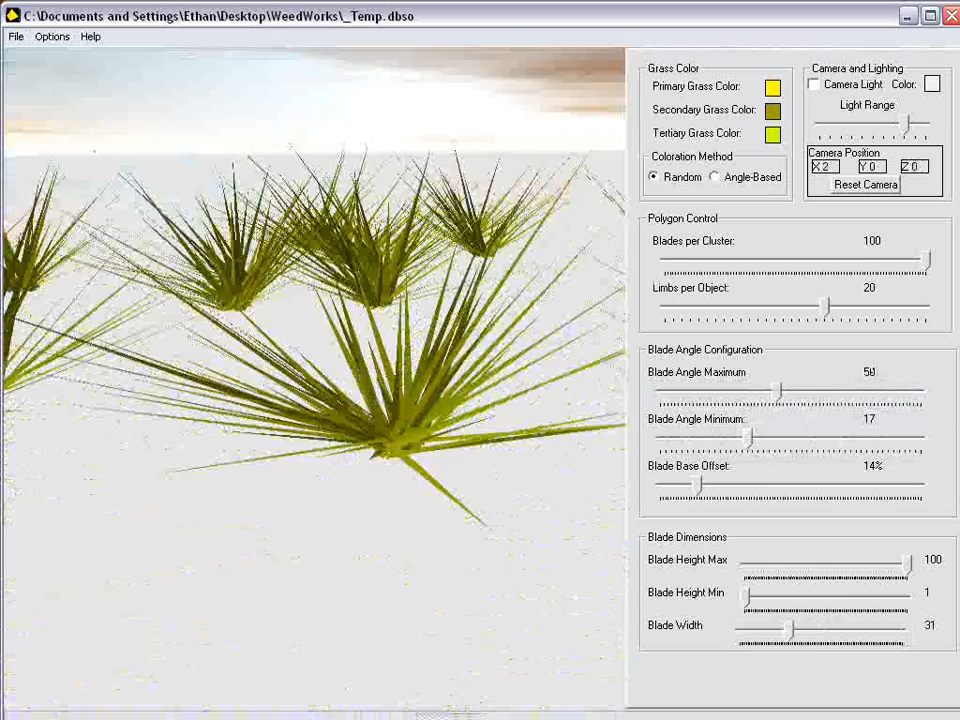 C:\Documents and Settings\Ethan\Desktop\WeedWorks\_Temp.dbso
File Options Help
Grass Color
Primary Grass Color:
Secondary Grass Color:
Tertiary Grass Color:
Coloration Method
Random Angle-Based
Camera and Lighting
Camera Light Color:
Light Range
Camera Position
X 2 Y 0 Z 0
Reset Camera
Polygon Control
Blades per Cluster: 100
Limbs per Object: 20
Blade Angle Configuration
Blade Angle Maximum
Blade Angle Minimum: 17
Blade Base Offset: 14%
Blade Dimensions
Blade Height Max 100
Blade Height Min 1
Blade Width 31